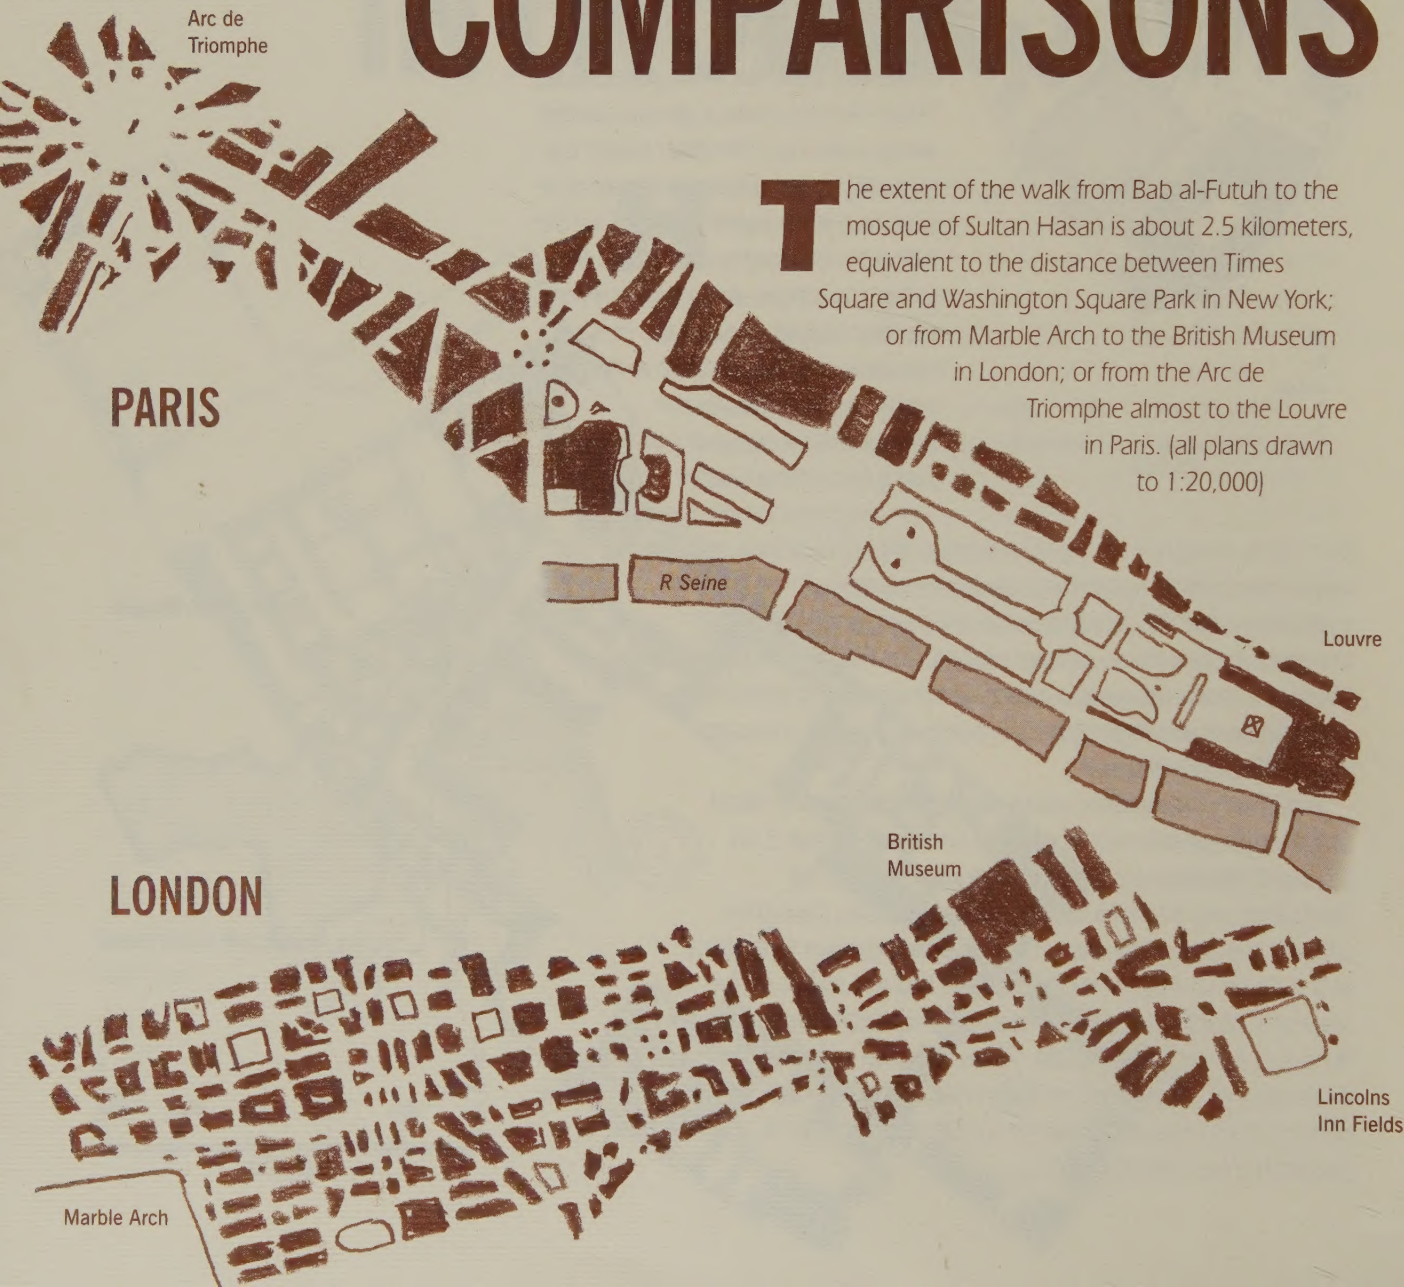 COMPARISONS
Arc de
Triomphe
The extent of the walk from Bab al-Futuh to the
mosque of Sultan Hasan is about 2.5 kilometers,
equivalent to the distance between Times
Square and Washington Square Park in New York;
or from Marble Arch to the British Museum
in London; or from the Arc de
Triomphe almost to the Louvre
in Paris. (all plans drawn
to 1:20,000)
PARIS
R Seine
Louvre
British
Museum
LONDON
Lincolns
Inn Fields
Marble Arch